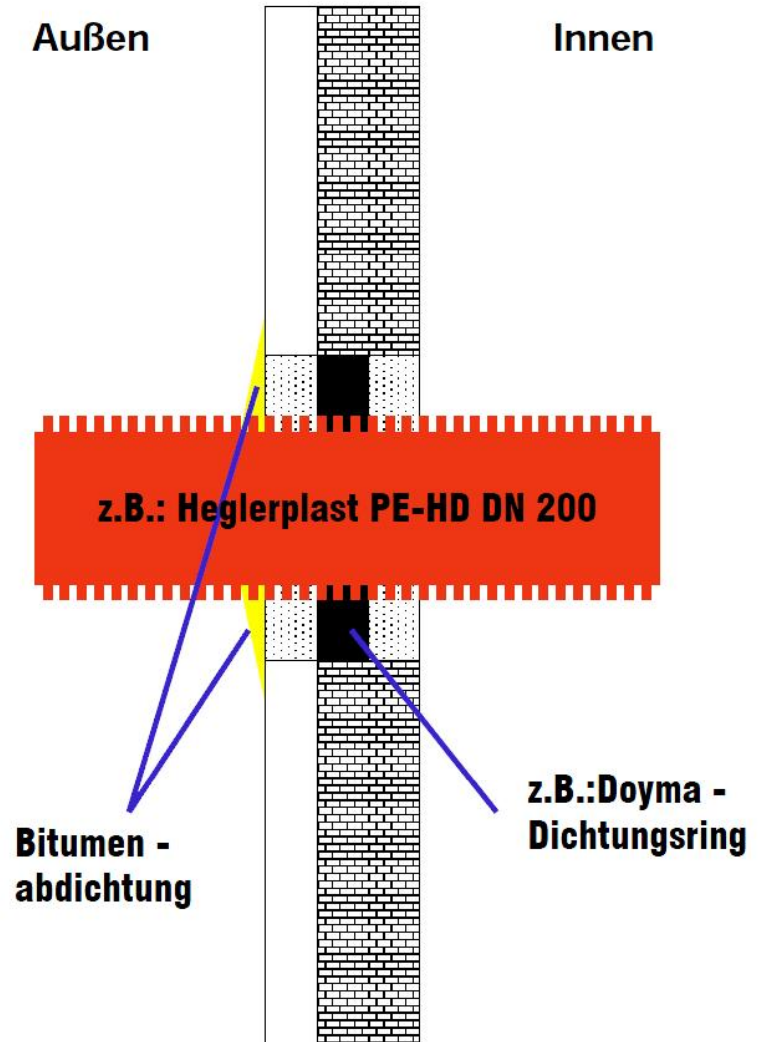 Außen
Innen
z.B.: Heglerplast PE-HD DN 200
z.B.:Doyma -
Dichtungsring
Bitumen -
abdichtung